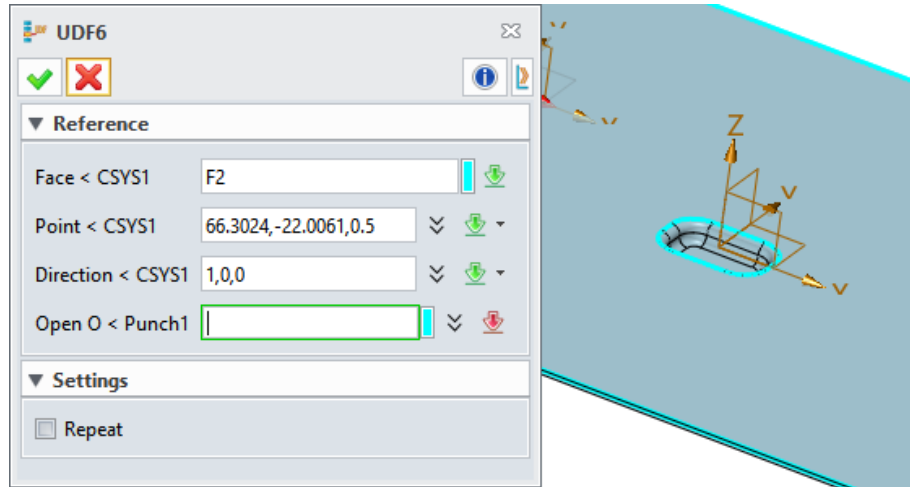 UDF6
Reference
Face < CSYS1 F2
Point < CSYS1 66.3024,-22.0061,0.5
Direction < CSYS1 1,0,0
Open O < Punch1
Settings
Repeat
Z